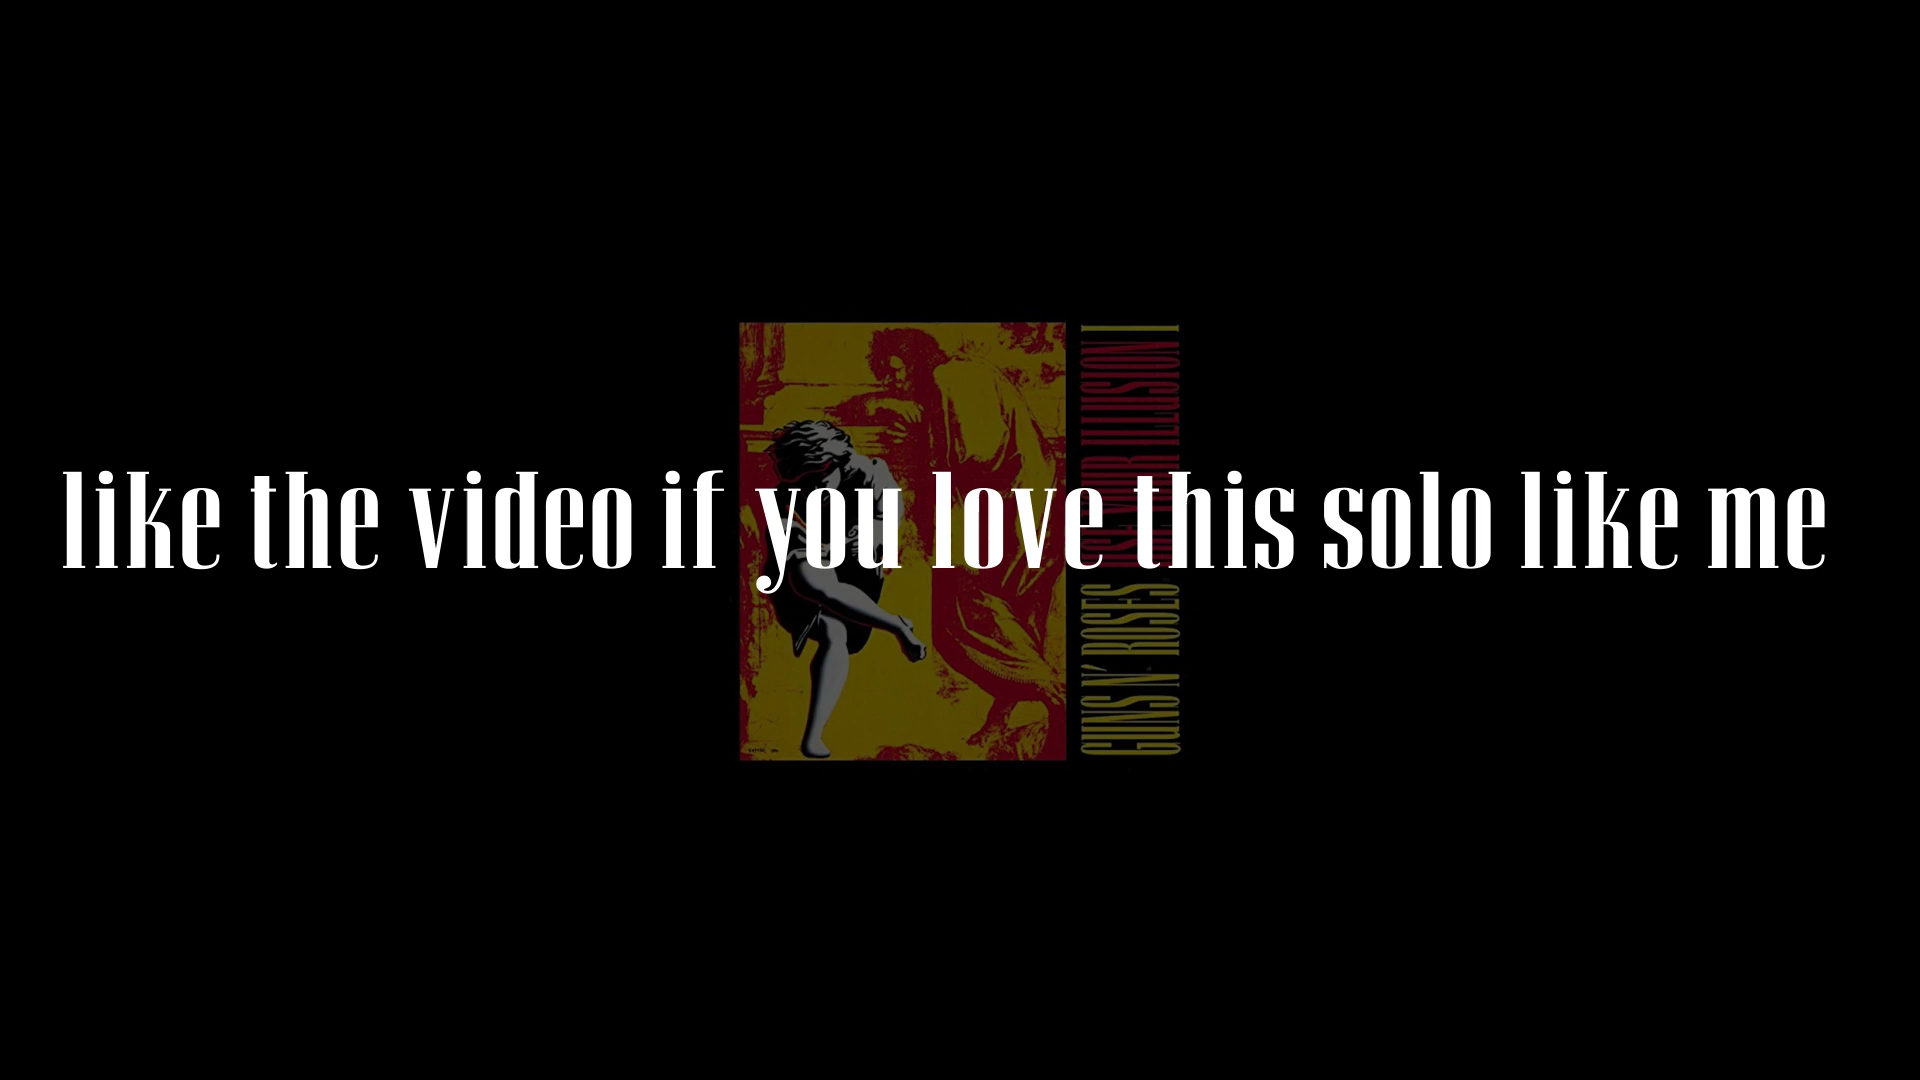 like the video if you love this solo like me
GUNS N' ROSES USE YOUR ILLUSION I